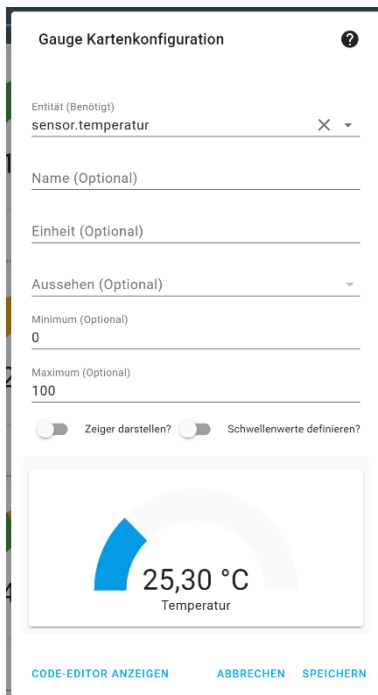 Gauge Kartenkonfiguration
Entität (Benötigt)
sensor.temperatur
Name (Optional)
Einheit (Optional)
Aussehen (Optional)
Minimum (Optional)
0
Maximum (Optional)
100
Zeiger darstellen? Schwellenwerte definieren?
25,30 °C
Temperatur
CODE-EDITOR ANZEIGEN ABBRECHEN SPEICHERN